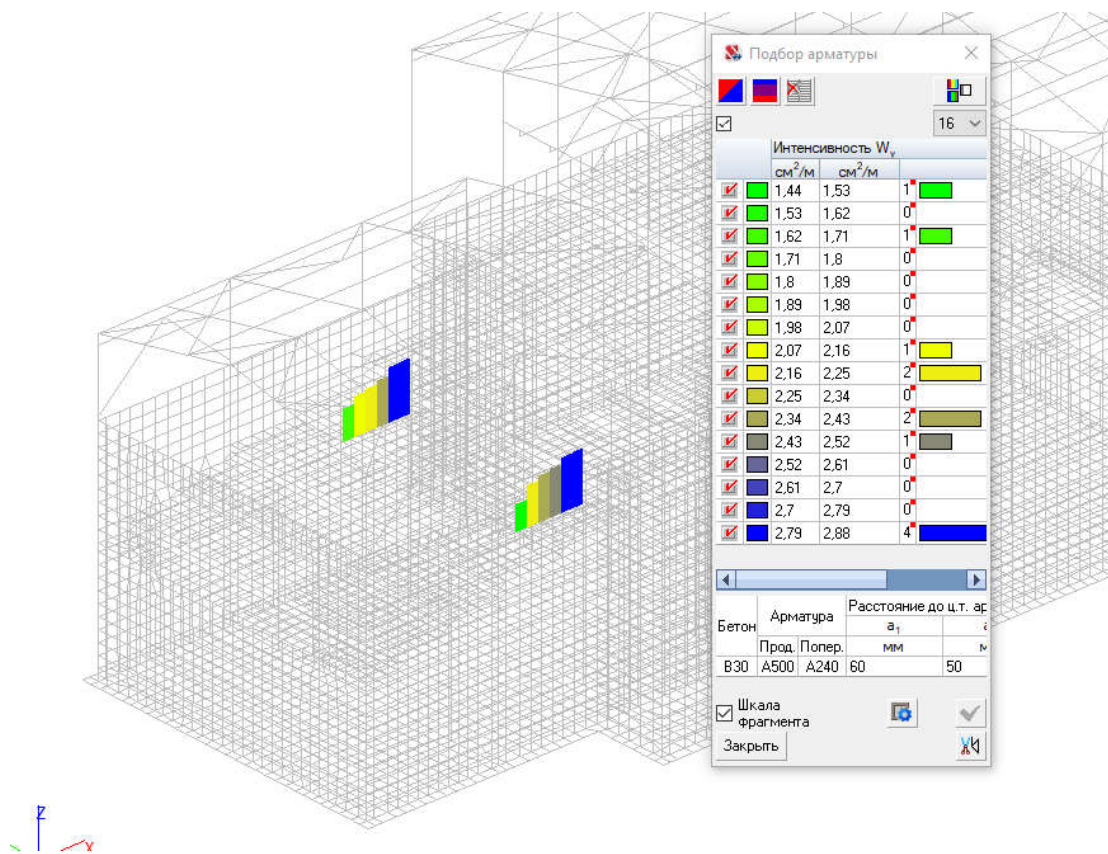 Подбор арматуры
16
Интенсивность Wy
см²/м см²/м
1,44 1,53 1
1,53 1,62 0
1,62 1,71 1
1,71 1,8 0
1,8 1,89 0
1,89 1,98 0
1,98 2,07 0
2,07 2,16 1
2,16 2,25 2
2,25 2,34 0
2,34 2,43 2
2,43 2,52 1
2,52 2,61 0
2,61 2,7 0
2,7 2,79 0
2,79 2,88 4
Бетон Арматура Расстояние до ц.т. ар
a₁
Прод. Попер. мм м
B30 A500 A240 60 50
Шкала
фрагмента
Закрыть
Z
X